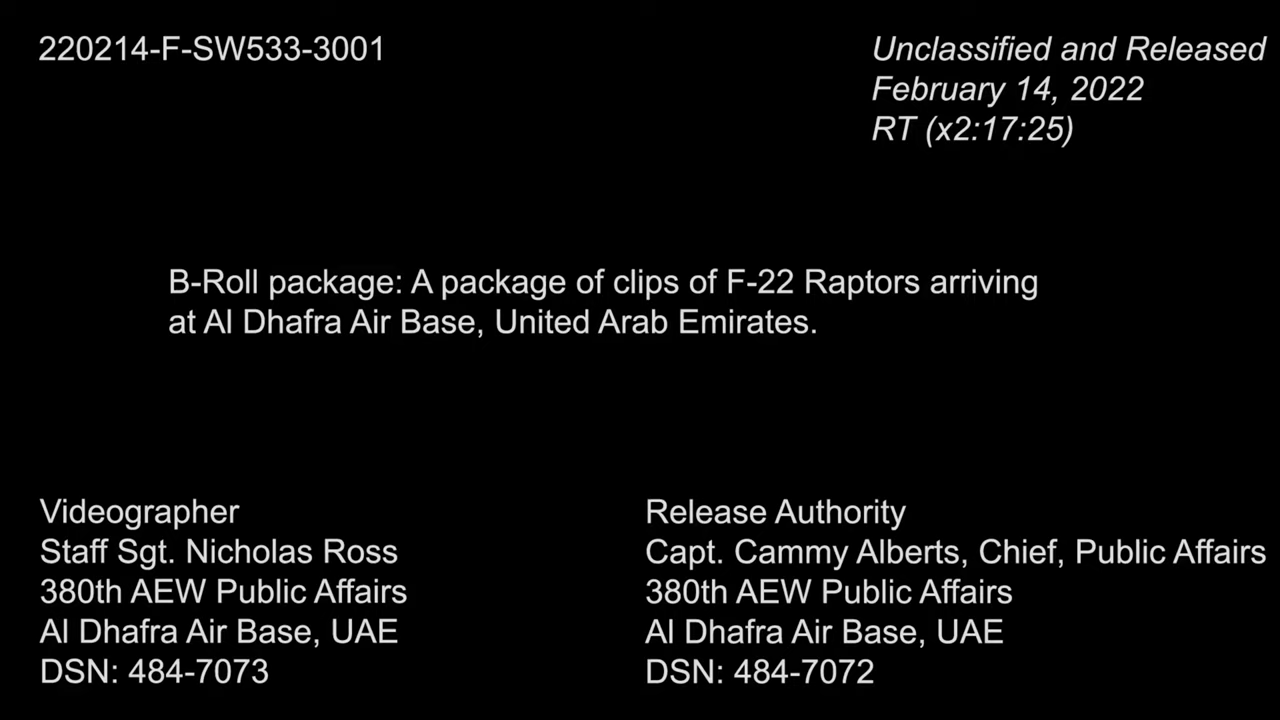 220214-F-SW533-3001
Unclassified and Released
February 14, 2022
RT (x2:17:25)
B-Roll package: A package of clips of F-22 Raptors arriving
at Al Dhafra Air Base, United Arab Emirates.
Videographer
Staff Sgt. Nicholas Ross
380th AEW Public Affairs
Al Dhafra Air Base, UAE
DSN: 484-7073
Release Authority
Capt. Cammy Alberts, Chief, Public Affairs
380th AEW Public Affairs
Al Dhafra Air Base, UAE
DSN: 484-7072